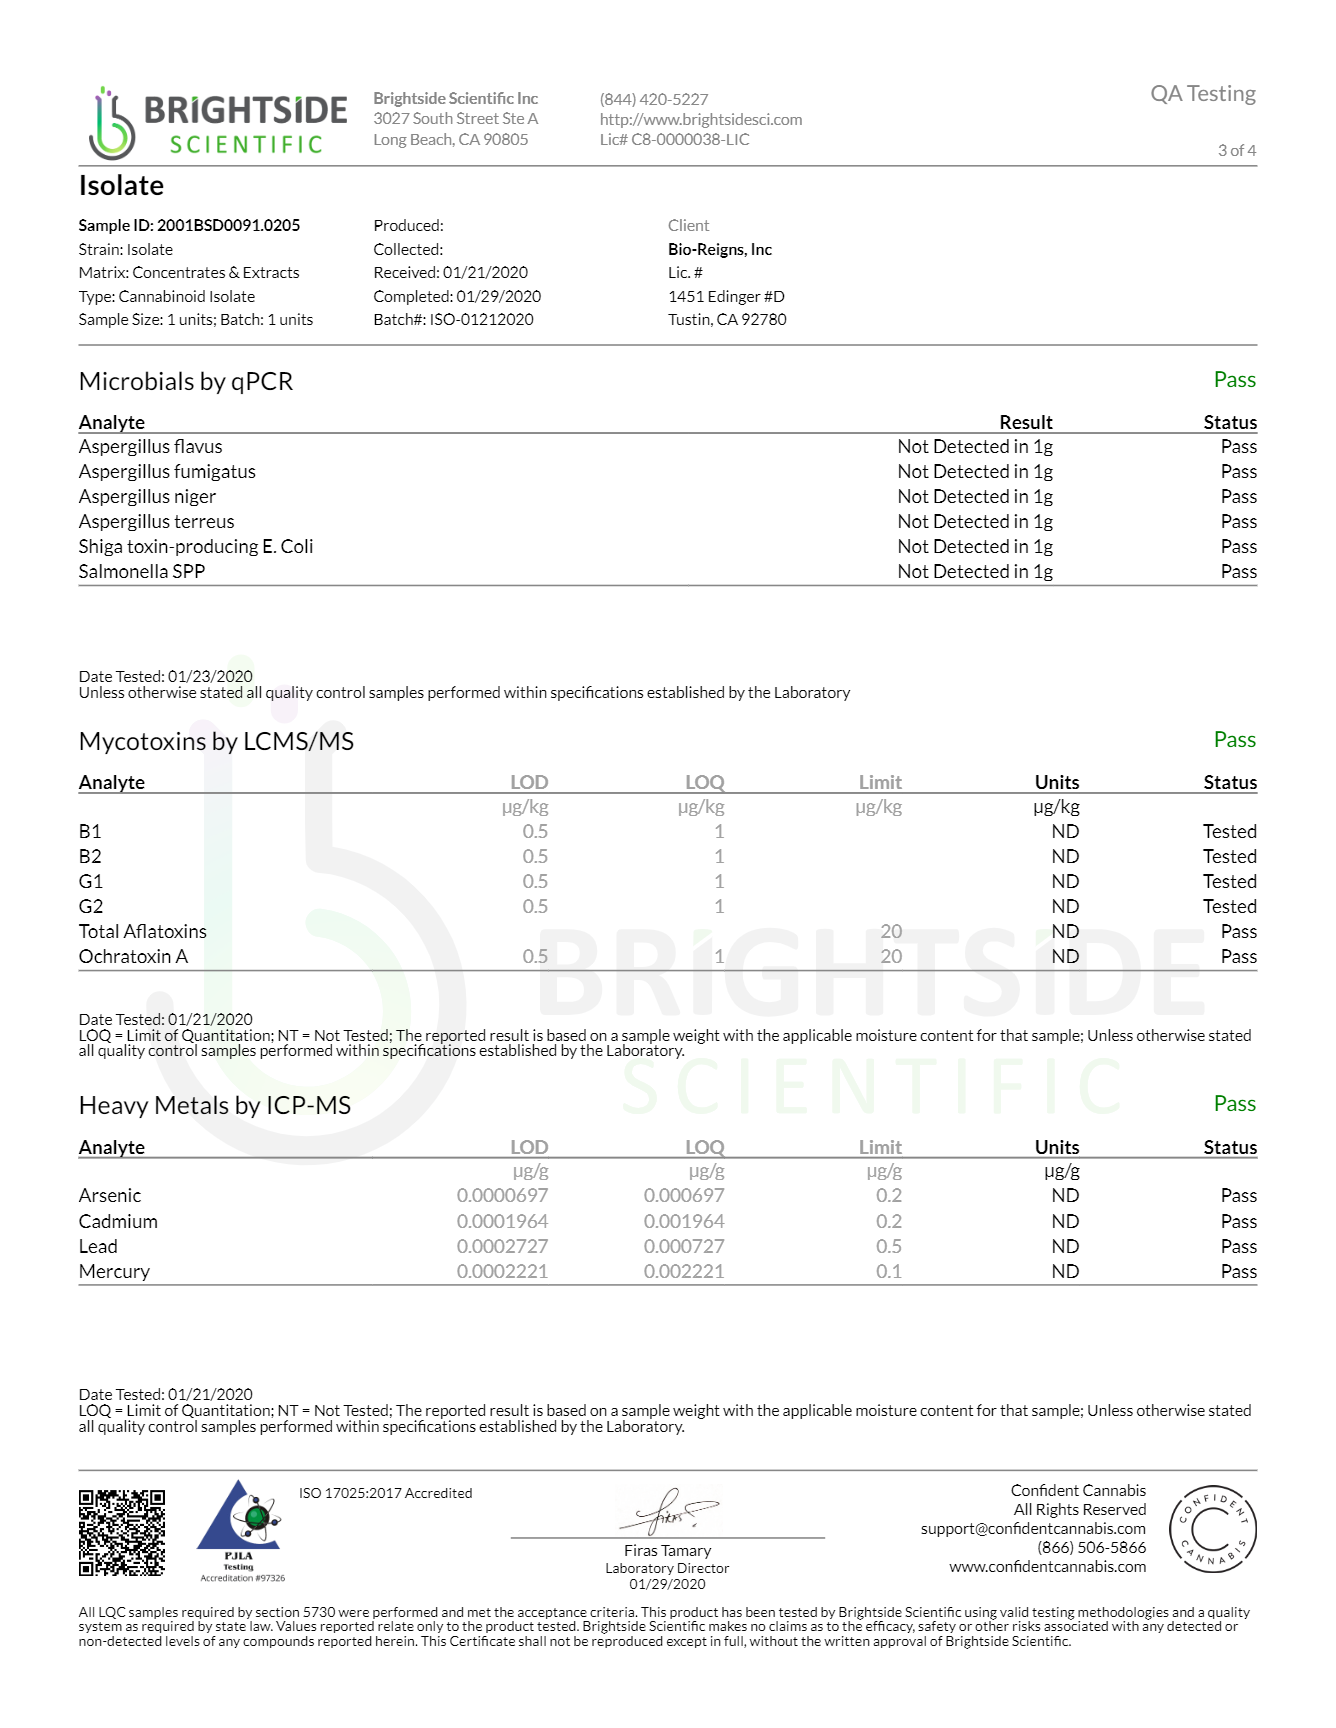 BRIGHTSIDE
SCIENTIFIC
Brightside Scientific Inc
3027 South Street Ste A
Long Beach, CA 90805
(844) 420-5227
http://www.brightsidesci.com
Lic# C8-0000038-LIC
QA Testing
3 of 4
Isolate
Sample ID: 2001BSD0091.0205
Strain: Isolate
Matrix: Concentrates & Extracts
Type: Cannabinoid Isolate
Sample Size: 1 units; Batch: 1 units
Produced:
Collected:
Received: 01/21/2020
Completed: 01/29/2020
Batch#: ISO-01212020
Client
Bio-Reigns, Inc
Lic. #
1451 Edinger #D
Tustin, CA 92780
Microbials by qPCR Pass
Analyte Result Status
Aspergillus flavus Not Detected in 1g Pass
Aspergillus fumigatus Not Detected in 1g Pass
Aspergillus niger Not Detected in 1g Pass
Aspergillus terreus Not Detected in 1g Pass
Shiga toxin-producing E. Coli Not Detected in 1g Pass
Salmonella SPP Not Detected in 1g Pass
Date Tested: 01/23/2020
Unless otherwise stated all quality control samples performed within specifications established by the Laboratory
Mycotoxins by LCMS/MS Pass
Analyte LOD LOQ Limit Units Status
µg/kg µg/kg µg/kg µg/kg
B1 0.5 1 ND Tested
B2 0.5 1 ND Tested
G1 0.5 1 ND Tested
G2 0.5 1 ND Tested
Total Aflatoxins 20 ND Pass
Ochratoxin A 0.5 1 20 ND Pass
BRIGHTSIDE
SCIENTIFIC
Date Tested: 01/21/2020
LOQ = Limit of Quantitation; NT = Not Tested; The reported result is based on a sample weight with the applicable moisture content for that sample; Unless otherwise stated
all quality control samples performed within specifications established by the Laboratory.
Heavy Metals by ICP-MS Pass
Analyte LOD LOQ Limit Units Status
µg/g µg/g µg/g µg/g
Arsenic 0.0000697 0.000697 0.2 ND Pass
Cadmium 0.0001964 0.001964 0.2 ND Pass
Lead 0.0002727 0.000727 0.5 ND Pass
Mercury 0.0002221 0.002221 0.1 ND Pass
Date Tested: 01/21/2020
LOQ = Limit of Quantitation; NT = Not Tested; The reported result is based on a sample weight with the applicable moisture content for that sample; Unless otherwise stated
all quality control samples performed within specifications established by the Laboratory.
PJLA
Testing
Accreditation #97326
ISO 17025:2017 Accredited
Firas Tamary
Laboratory Director
01/29/2020
Confident Cannabis
All Rights Reserved
support@confidentcannabis.com
(866) 506-5866
www.confidentcannabis.com
CONFIDENT
CANNABIS
All LQC samples required by section 5730 were performed and met the acceptance criteria. This product has been tested by Brightside Scientific using valid testing methodologies and a quality
system as required by state law. Values reported relate only to the product tested. Brightside Scientific makes no claims as to the efficacy, safety or other risks associated with any detected or
non-detected levels of any compounds reported herein. This Certificate shall not be reproduced except in full, without the written approval of Brightside Scientific.